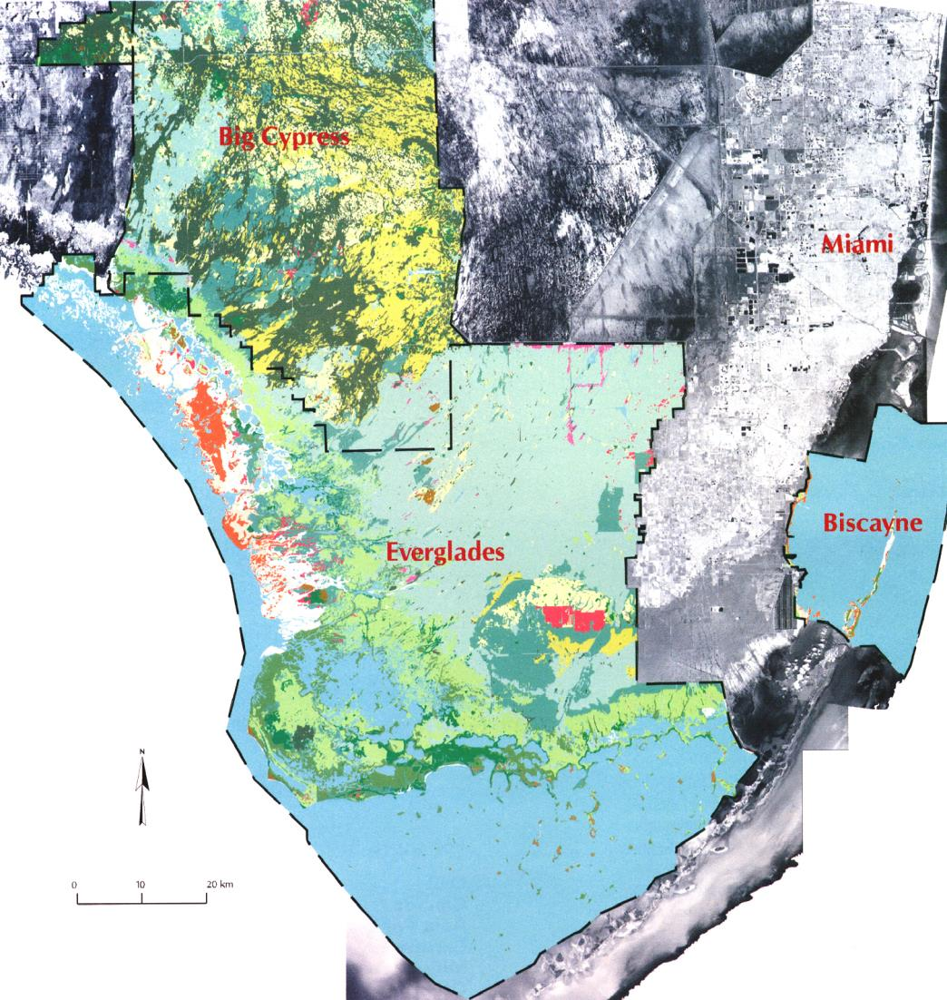 Big Cypress
Miami
Biscayne
Everglades
N
0 10 20 km